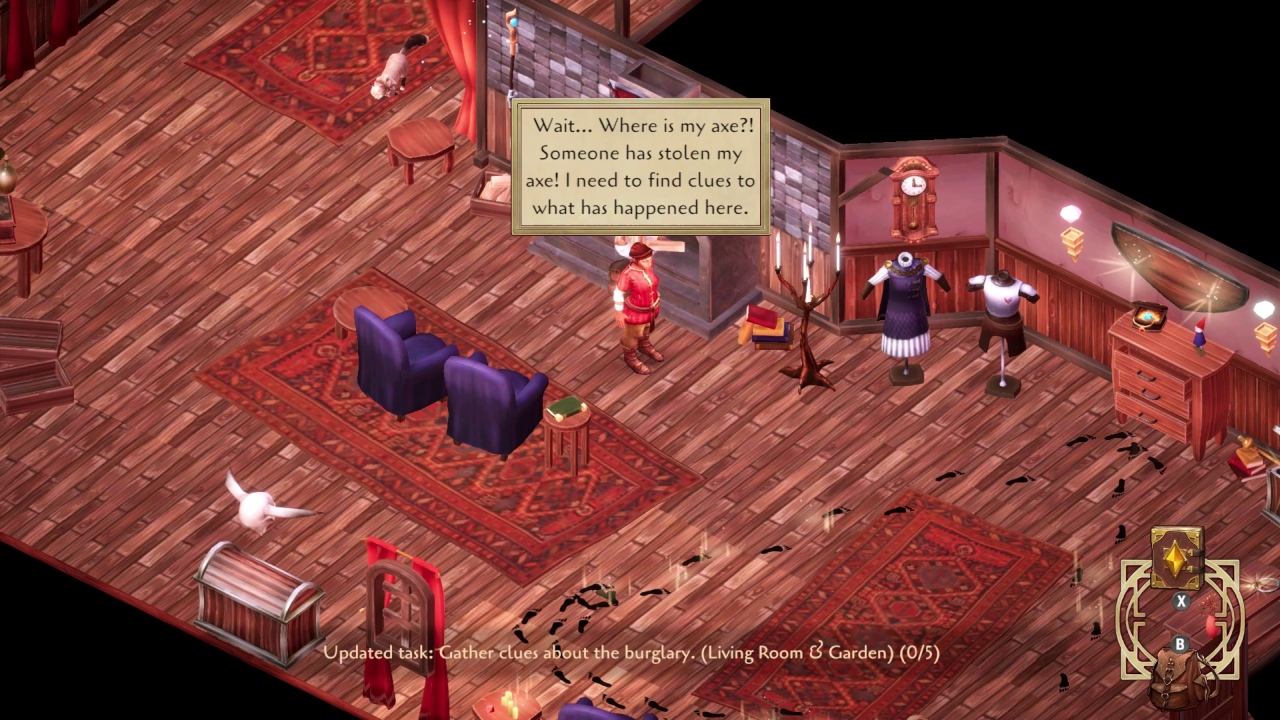 Wait... Where is my axe?!
Someone has stolen my
axe! I need to find clues to
what has happened here.
X
B
Updated task: Gather clues about the burglary. (Living Room & Garden) (0/5)